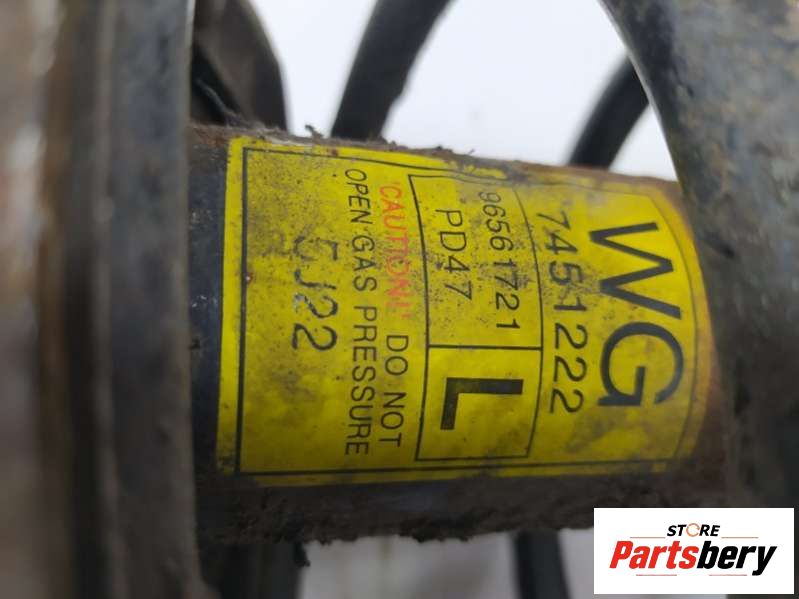 WG
7451222
96561721
PD47
L
"CAUTION!" DO NOT
OPEN GAS PRESSURE
5J22
STORE
Partsbery